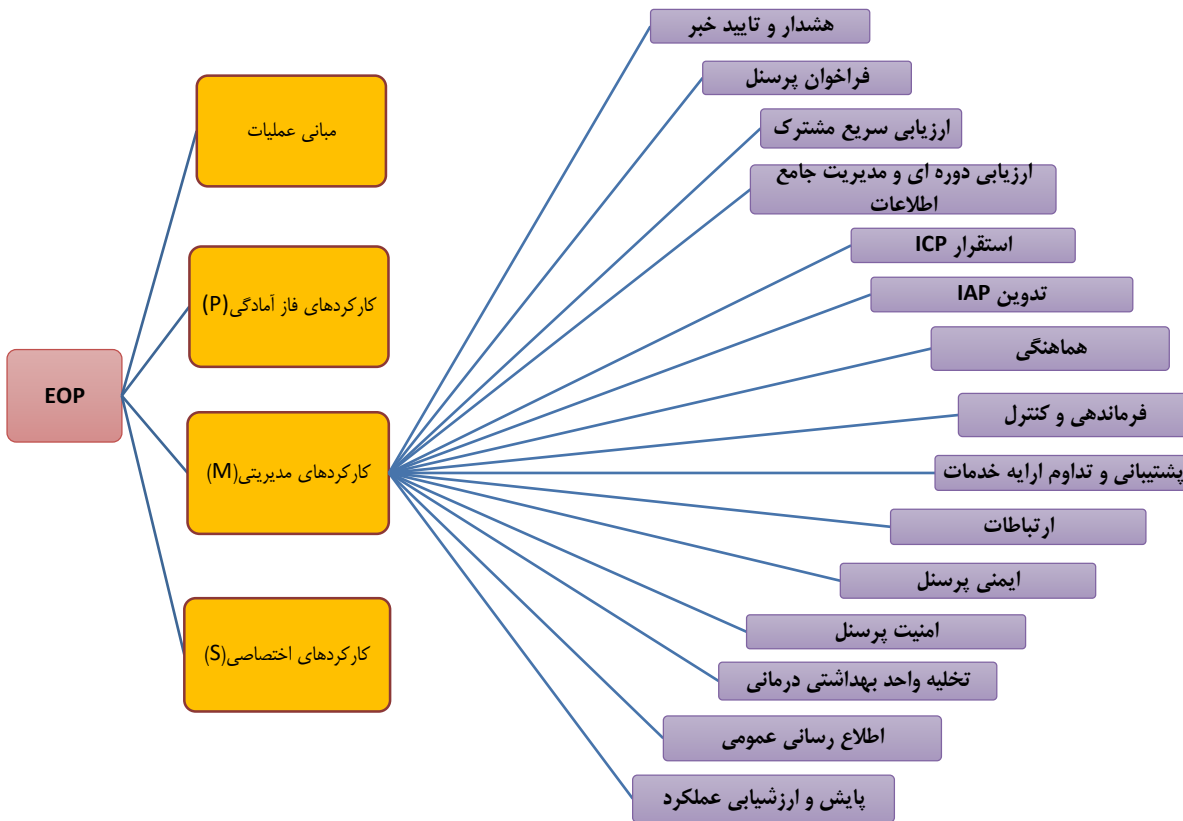 EOP
مبانی عملیات
کارکردهای فاز آمادگی(P)
کارکردهای مدیریتی(M)
کارکردهای اختصاصی(S)
هشدار و تایید خبر
فراخوان پرسنل
ارزیابی سریع مشترک
ارزیابی دوره ای و مدیریت جامع
اطلاعات
استقرار ICP
تدوین IAP
هماهنگی
فرماندهی و کنترل
پشتیبانی و تداوم ارایه خدمات
ارتباطات
ایمنی پرسنل
امنیت پرسنل
تخلیه واحد بهداشتی درمانی
اطلاع رسانی عمومی
پایش و ارزشیابی عملکرد